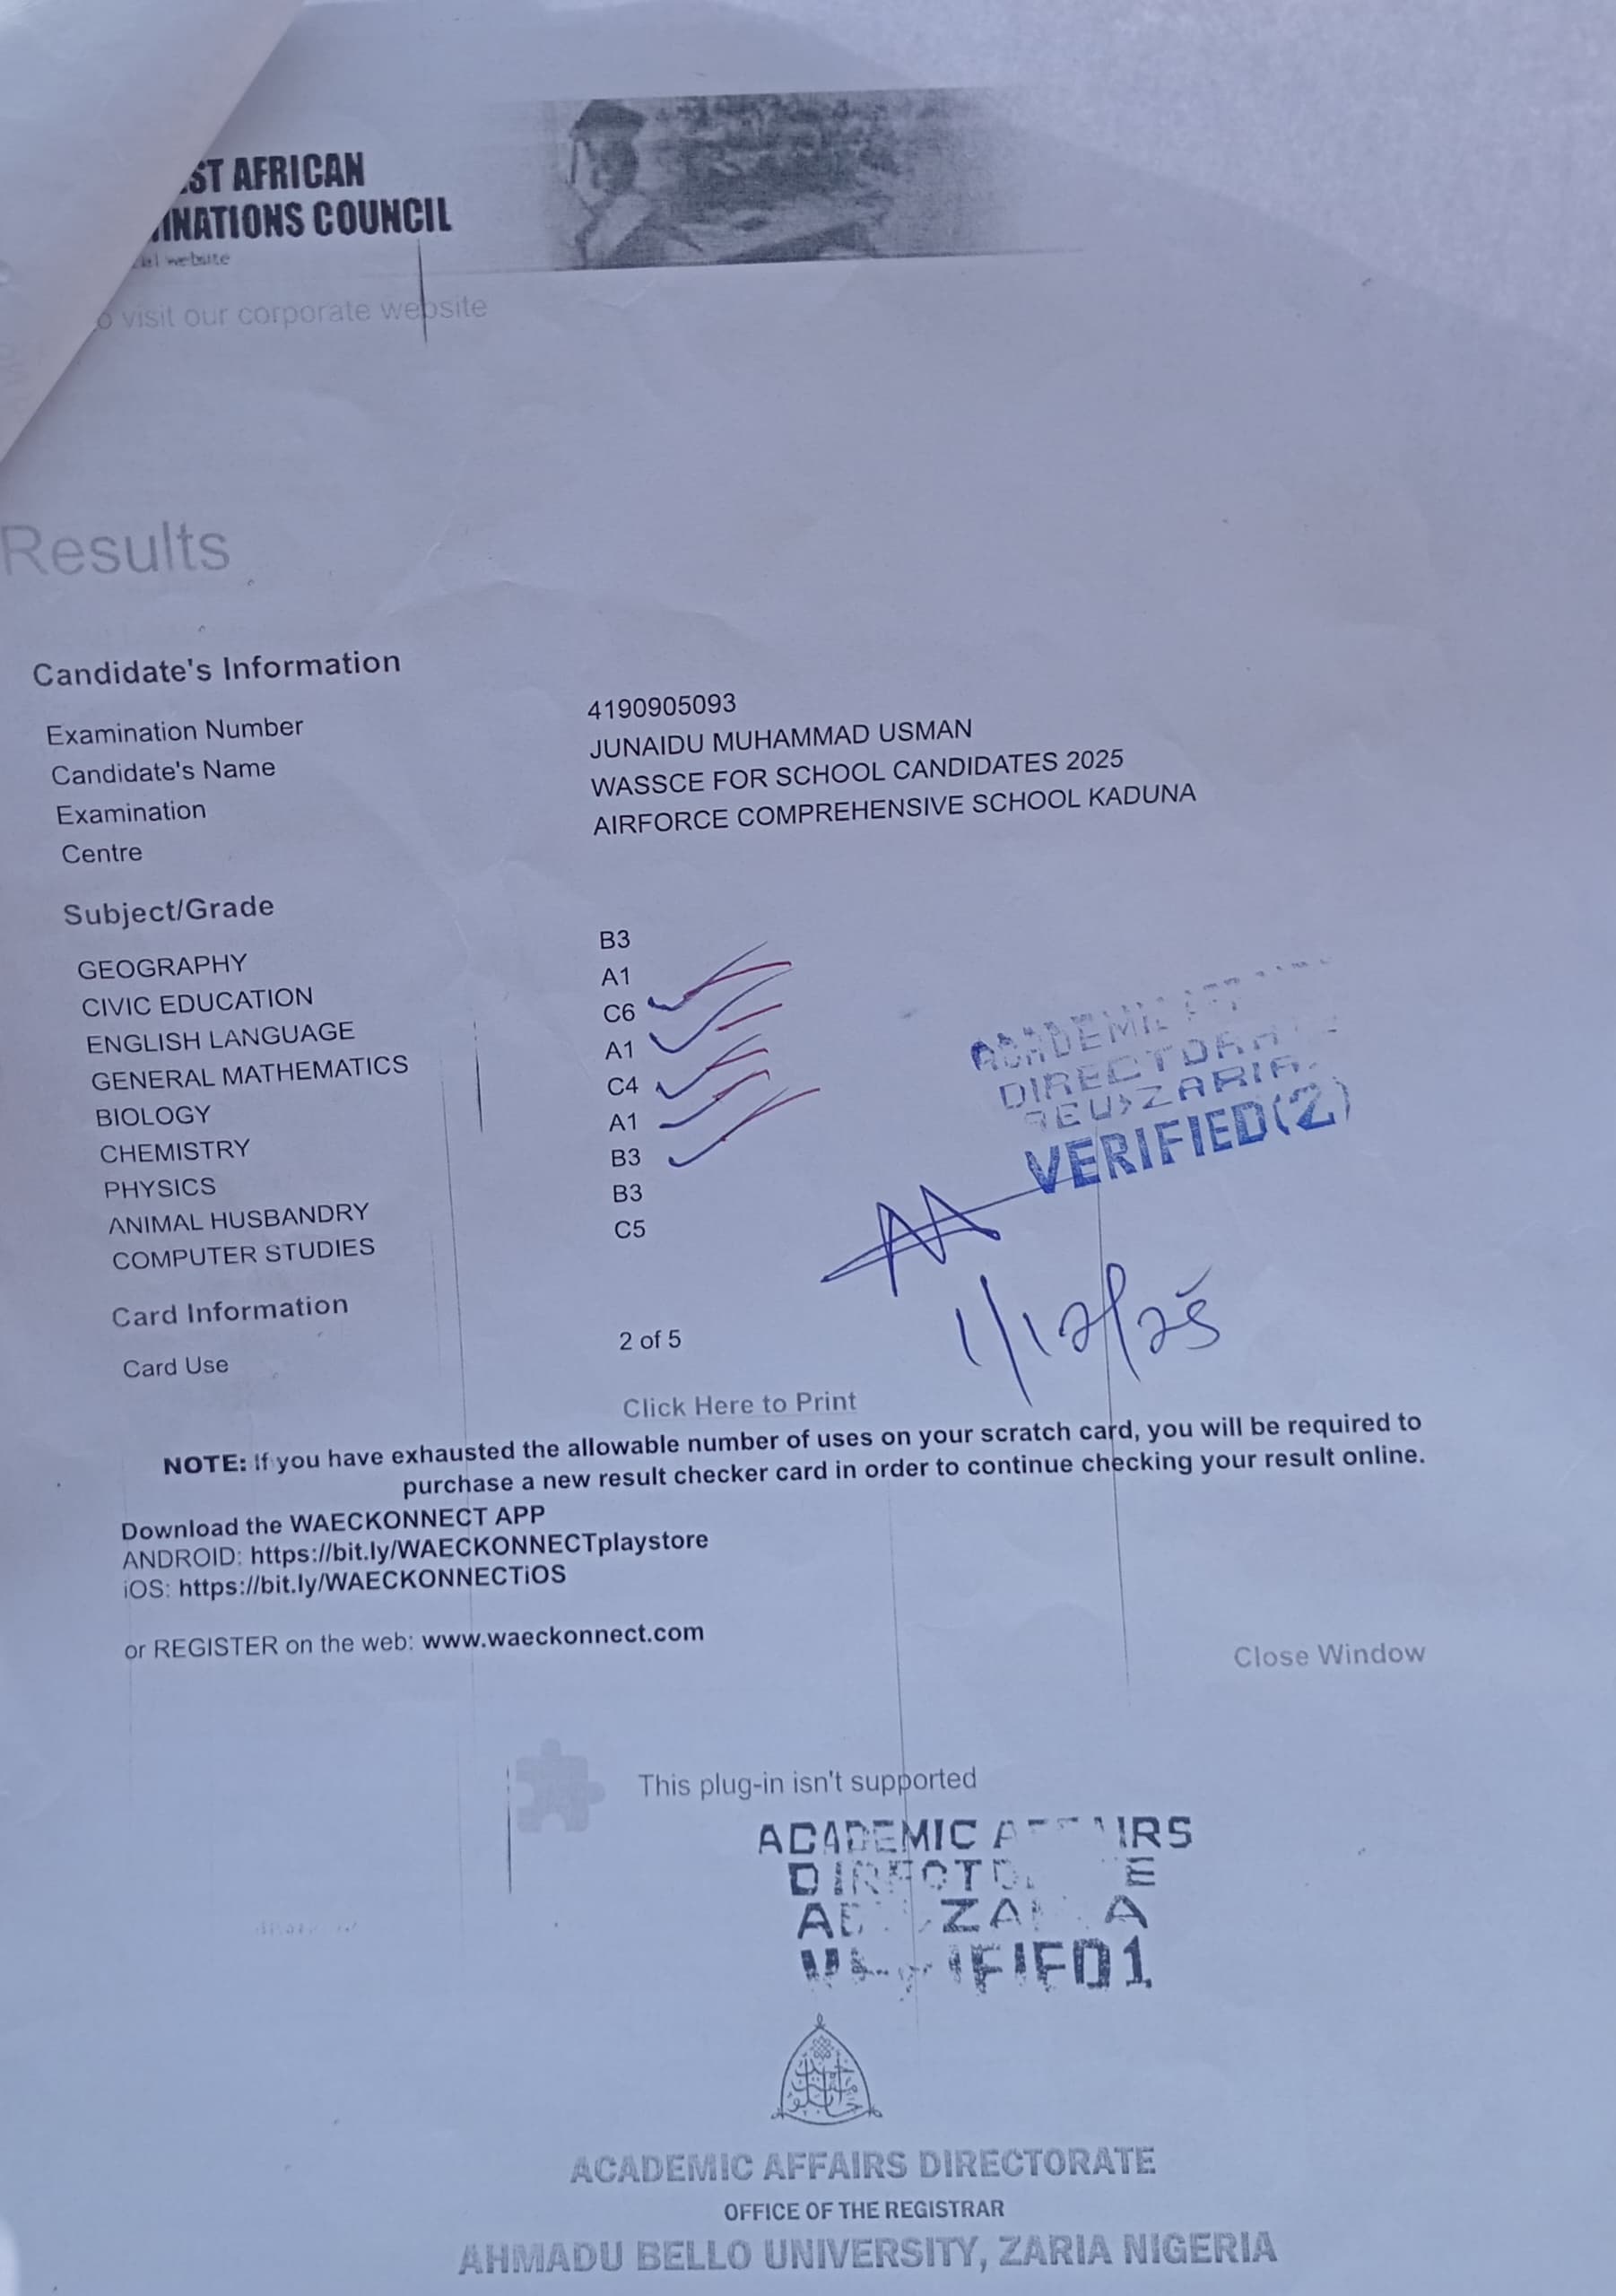 ST AFRICAN
INATIONS COUNCIL
website
visit our corporate website
Results
Candidate's Information
Examination Number 4190905093
Candidate's Name JUNAIDU MUHAMMAD USMAN
Examination WASSCE FOR SCHOOL CANDIDATES 2025
Centre AIRFORCE COMPREHENSIVE SCHOOL KADUNA
Subject/Grade
GEOGRAPHY B3
CIVIC EDUCATION A1
ENGLISH LANGUAGE C6
GENERAL MATHEMATICS A1
BIOLOGY C4
CHEMISTRY A1
PHYSICS B3
ANIMAL HUSBANDRY B3
COMPUTER STUDIES C5
ACADEMIC
ZARIA
VERIFIED(2)
1/12/25
Card Information
Card Use 2 of 5
Click Here to Print
NOTE: If you have exhausted the allowable number of uses on your scratch card, you will be required to
purchase a new result checker card in order to continue checking your result online.
Download the WAECKONNECT APP
ANDROID: https://bit.ly/WAECKONNECTplaystore
iOS: https://bit.ly/WAECKONNECTiOS
or REGISTER on the web: www.waeckonnect.com
Close Window
This plug-in isn't supported
ACADEMIC
ACADEMIC AFFAIRS DIRECTORATE
OFFICE OF THE REGISTRAR
AHMADU BELLO UNIVERSITY, ZARIA NIGERIA